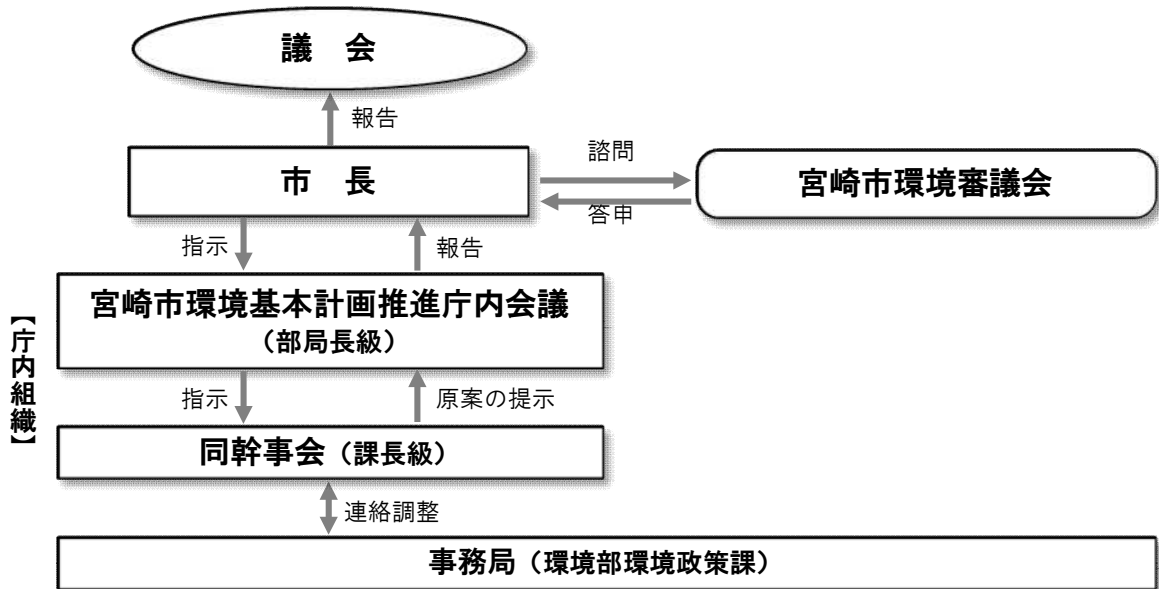 議 会
報告
市 長
諮問
答申
宮崎市環境審議会
指示
報告
宮崎市環境基本計画推進庁内会議
（部局長級）
【庁内組織】
指示
原案の提示
同幹事会（課長級）
連絡調整
事務局（環境部環境政策課）